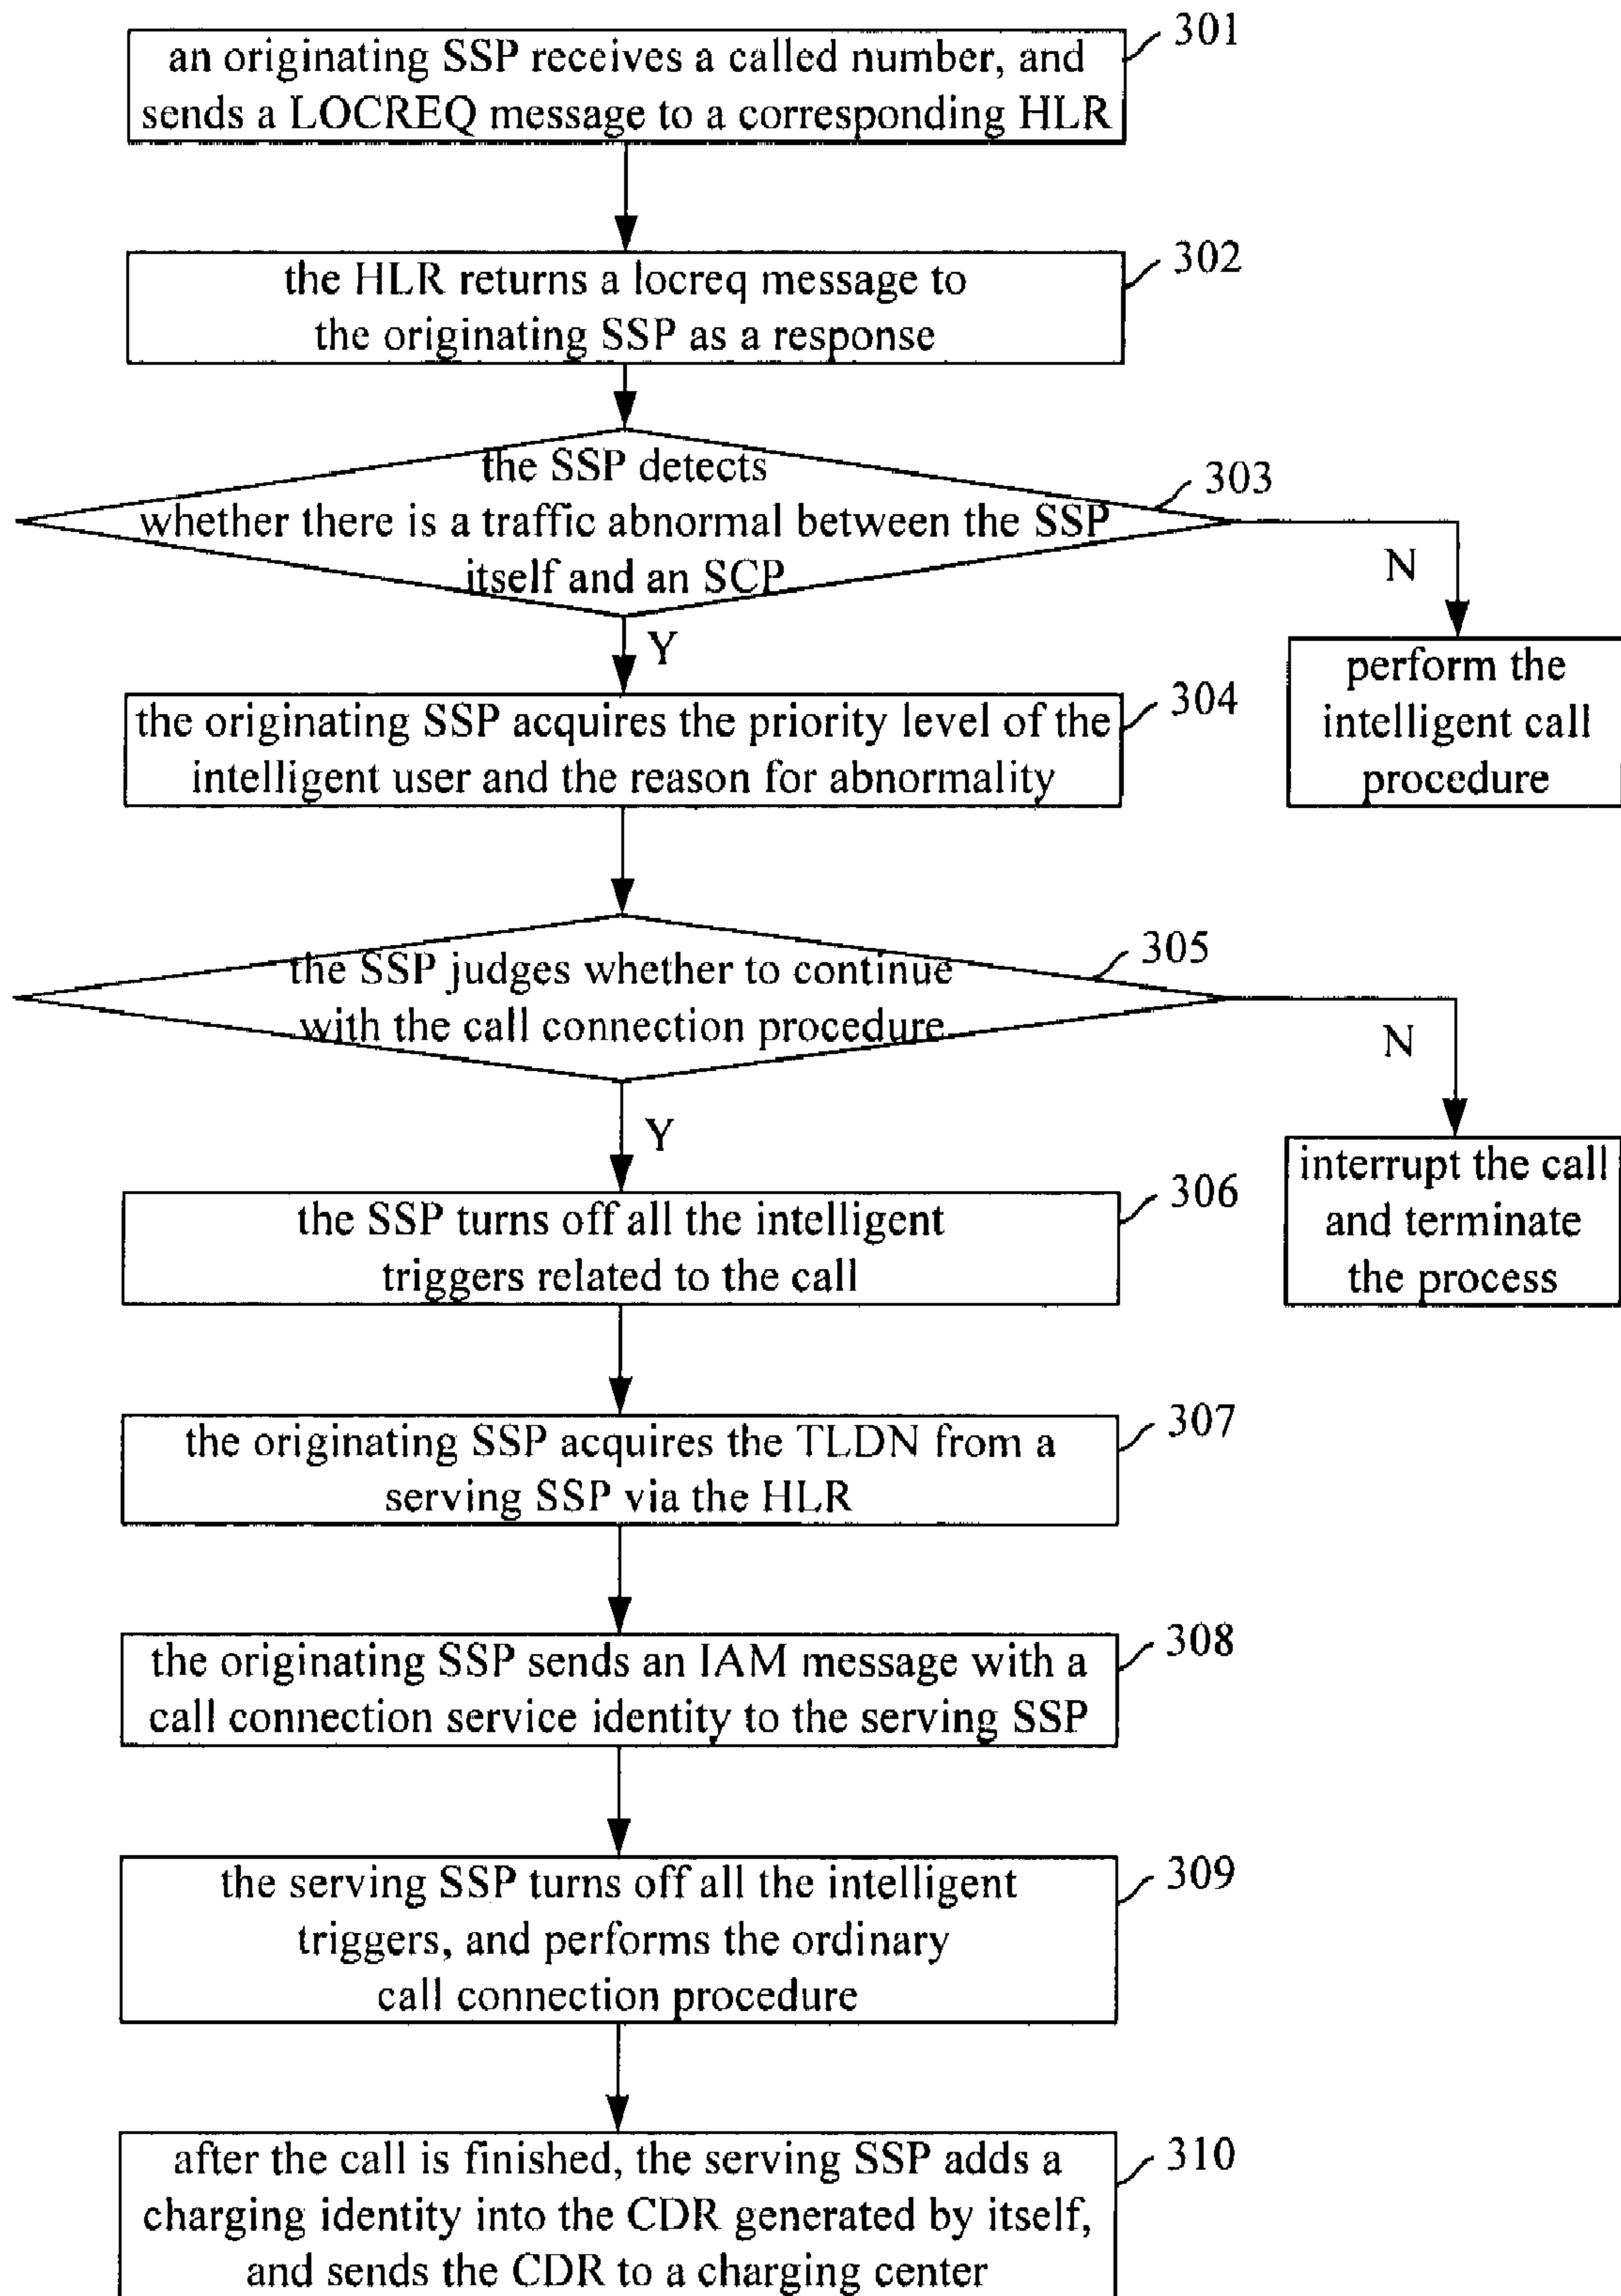 an originating SSP receives a called number, and
sends a LOCREQ message to a corresponding HLR
301
the HLR returns a locreq message to
the originating SSP as a response
302
the SSP detects
whether there is a traffic abnormal between the SSP
itself and an SCP
303
N
Y
perform the
intelligent call
procedure
the originating SSP acquires the priority level of the
intelligent user and the reason for abnormality
304
the SSP judges whether to continue
with the call connection procedure
305
N
Y
interrupt the call
and terminate
the process
the SSP turns off all the intelligent
triggers related to the call
306
the originating SSP acquires the TLDN from a
serving SSP via the HLR
307
the originating SSP sends an IAM message with a
call connection service identity to the serving SSP
308
the serving SSP turns off all the intelligent
triggers, and performs the ordinary
call connection procedure
309
after the call is finished, the serving SSP adds a
charging identity into the CDR generated by itself,
and sends the CDR to a charging center
310